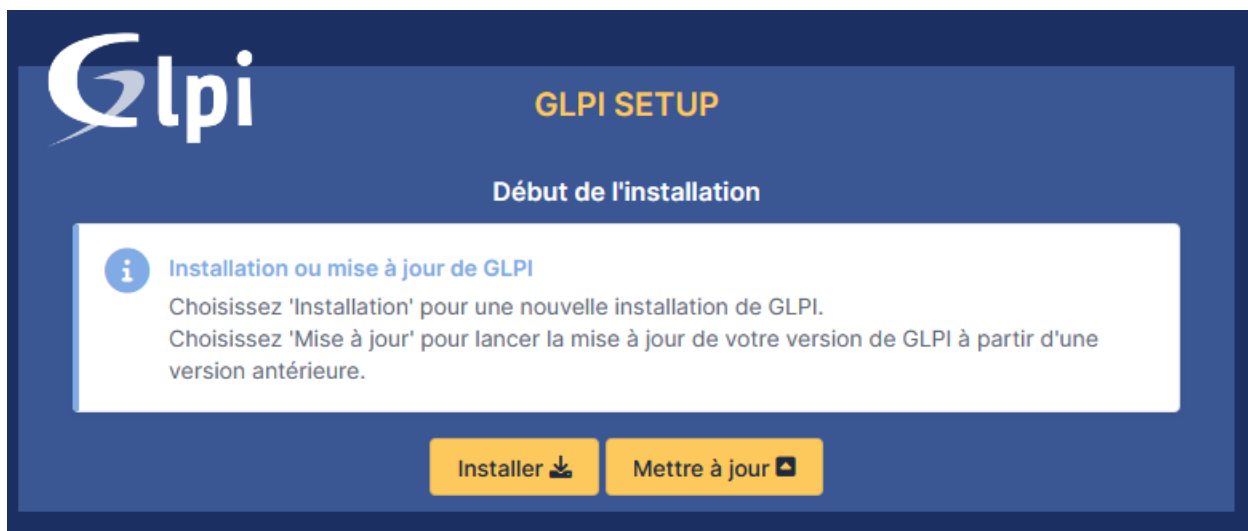 Glpi
GLPI SETUP
Début de l'installation
Installation ou mise à jour de GLPI
Choisissez 'Installation' pour une nouvelle installation de GLPI.
Choisissez 'Mise à jour' pour lancer la mise à jour de votre version de GLPI à partir d'une
version antérieure.
Installer
Mettre à jour